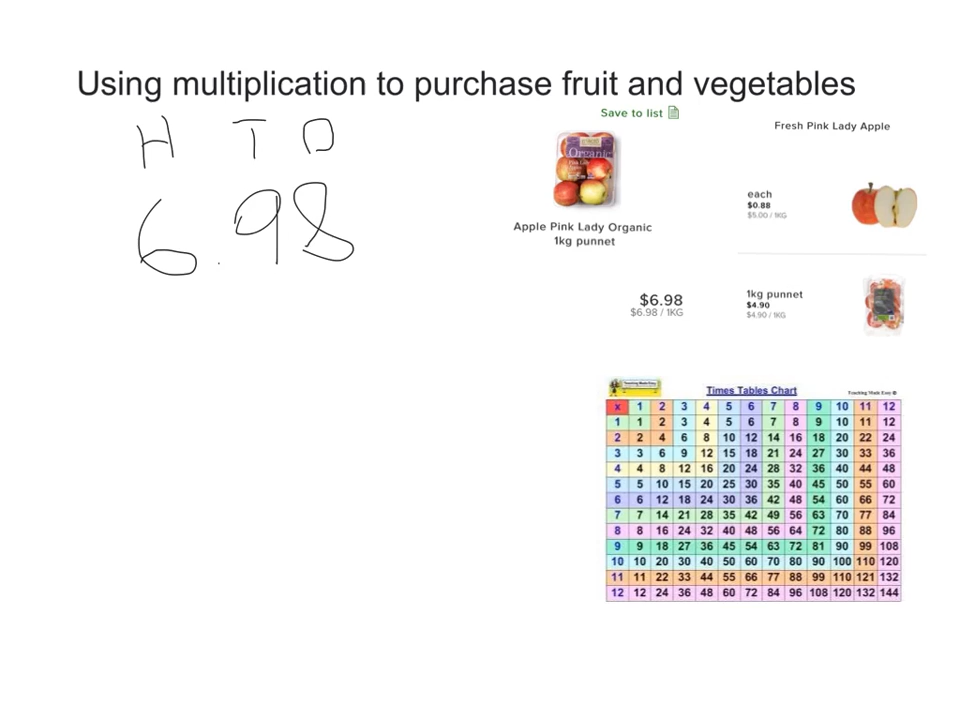 Using multiplication to purchase fruit and vegetables
H T O
6.98
Save to list
Organic
Apple Pink Lady Organic
1kg punnet
$6.98
$6.98 / 1KG
Fresh Pink Lady Apple
each
$0.88
$5.00 / 1KG
1kg punnet
$4.90
$4.90 / 1KG
Teaching Made Easy
Times Tables Chart
Teaching Made Easy ©
x 1 2 3 4 5 6 7 8 9 10 11 12
1 1 2 3 4 5 6 7 8 9 10 11 12
2 2 4 6 8 10 12 14 16 18 20 22 24
3 3 6 9 12 15 18 21 24 27 30 33 36
4 4 8 12 16 20 24 28 32 36 40 44 48
5 5 10 15 20 25 30 35 40 45 50 55 60
6 6 12 18 24 30 36 42 48 54 60 66 72
7 7 14 21 28 35 42 49 56 63 70 77 84
8 8 16 24 32 40 48 56 64 72 80 88 96
9 9 18 27 36 45 54 63 72 81 90 99 108
10 10 20 30 40 50 60 70 80 90 100 110 120
11 11 22 33 44 55 66 77 88 99 110 121 132
12 12 24 36 48 60 72 84 96 108 120 132 144